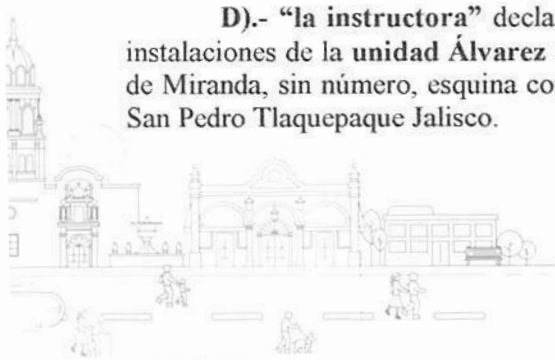 D).- “la instructora” decla
instalaciones de la unidad Álvarez
de Miranda, sin número, esquina co
San Pedro Tlaquepaque Jalisco.